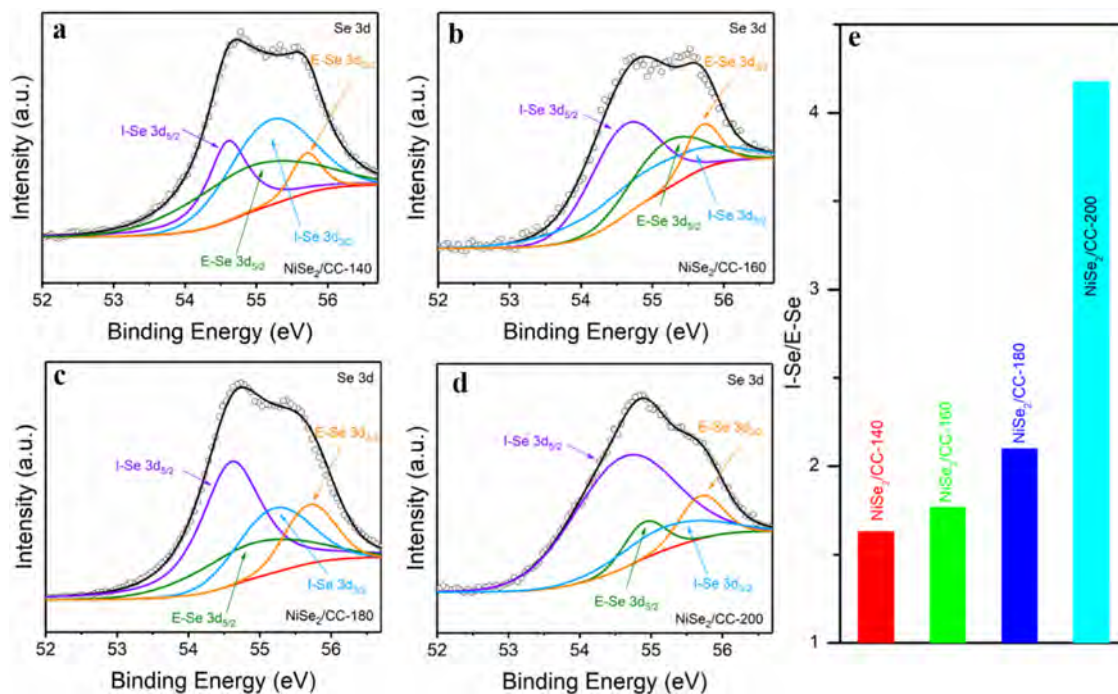 a
Se 3d
E-Se 3d3/2
I-Se 3d5/2
I-Se 3d3/2
E-Se 3d5/2
NiSe2/CC-140
Intensity (a.u.)
52 53 54 55 56
Binding Energy (eV)
b
Se 3d
E-Se 3d3/2
I-Se 3d5/2
I-Se 3d3/2
E-Se 3d5/2
NiSe2/CC-160
Intensity (a.u.)
52 53 54 55 56
Binding Energy (eV)
c
Se 3d
E-Se 3d3/2
I-Se 3d5/2
I-Se 3d3/2
E-Se 3d5/2
NiSe2/CC-180
Intensity (a.u.)
52 53 54 55 56
Binding Energy (eV)
d
Se 3d
E-Se 3d3/2
I-Se 3d5/2
I-Se 3d3/2
E-Se 3d5/2
NiSe2/CC-200
Intensity (a.u.)
52 53 54 55 56
Binding Energy (eV)
e
I-Se/E-Se
4
3
2
1
NiSe2/CC-140
NiSe2/CC-160
NiSe2/CC-180
NiSe2/CC-200